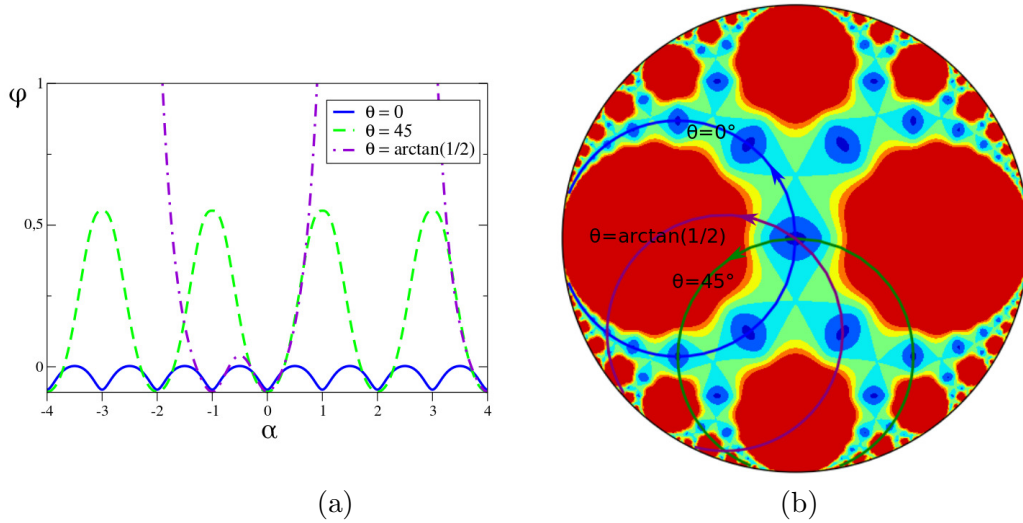 φ
1
0,5
0
θ = 0
θ = 45
θ = arctan(1/2)
-4 -3 -2 -1 0 1 2 3 4
α
(a)
θ=0°
θ=arctan(1/2)
θ=45°
(b)